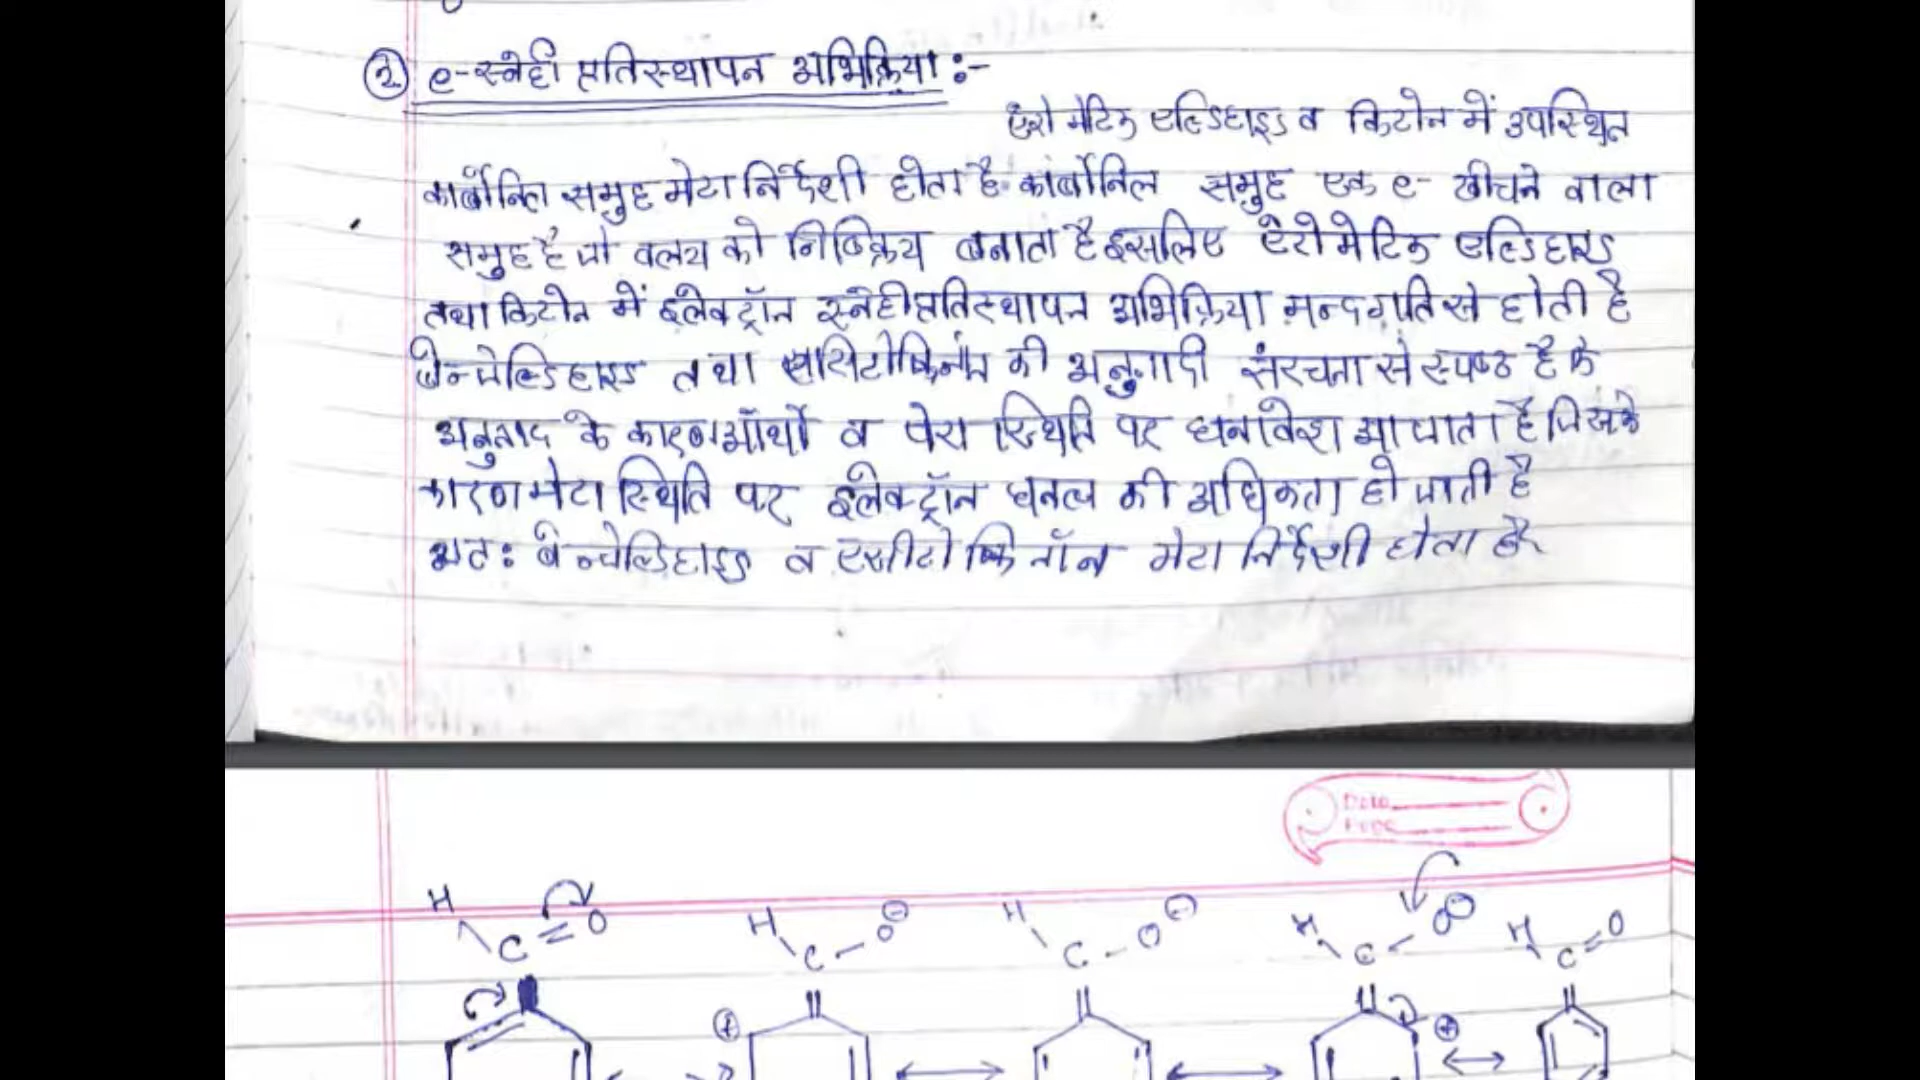 ② e-स्नेही प्रतिस्थापन अभिक्रिया :-
ऐरोमेटिक एल्डिहाइड व किटोन में उपस्थित
कार्बोनिल समुह मेटा निर्देशी होता है कार्बोनिल समुह एक e- खीचने वाला
समुह है जो वलय को निष्क्रिय बनाता है इसलिए ऐरोमेटिक एल्डिहाइड
तथा किटोन में इलेक्ट्रॉन स्नेही प्रतिस्थापन अभिक्रिया मन्द गति से होती है
बेन्जेल्डिहाइड तथा की अनुनादी संरचना से स्पष्ठ है कि
अनुनाद के कारण ऑर्थो व पेरा स्थिति पर धनावेश आ जाता है जिसके
कारण मेटा स्थिति पर इलेक्ट्रॉन घनत्व की अधिकता हो जाती है
अतः बेन्जेल्डिहाइड व एसीटोफिनॉन मेटा निर्देशी होता है
Date
Page
H C = O H C - O ⊖ H C - O ⊖ H C - O ⊖ H C = O
⊕ ⊕